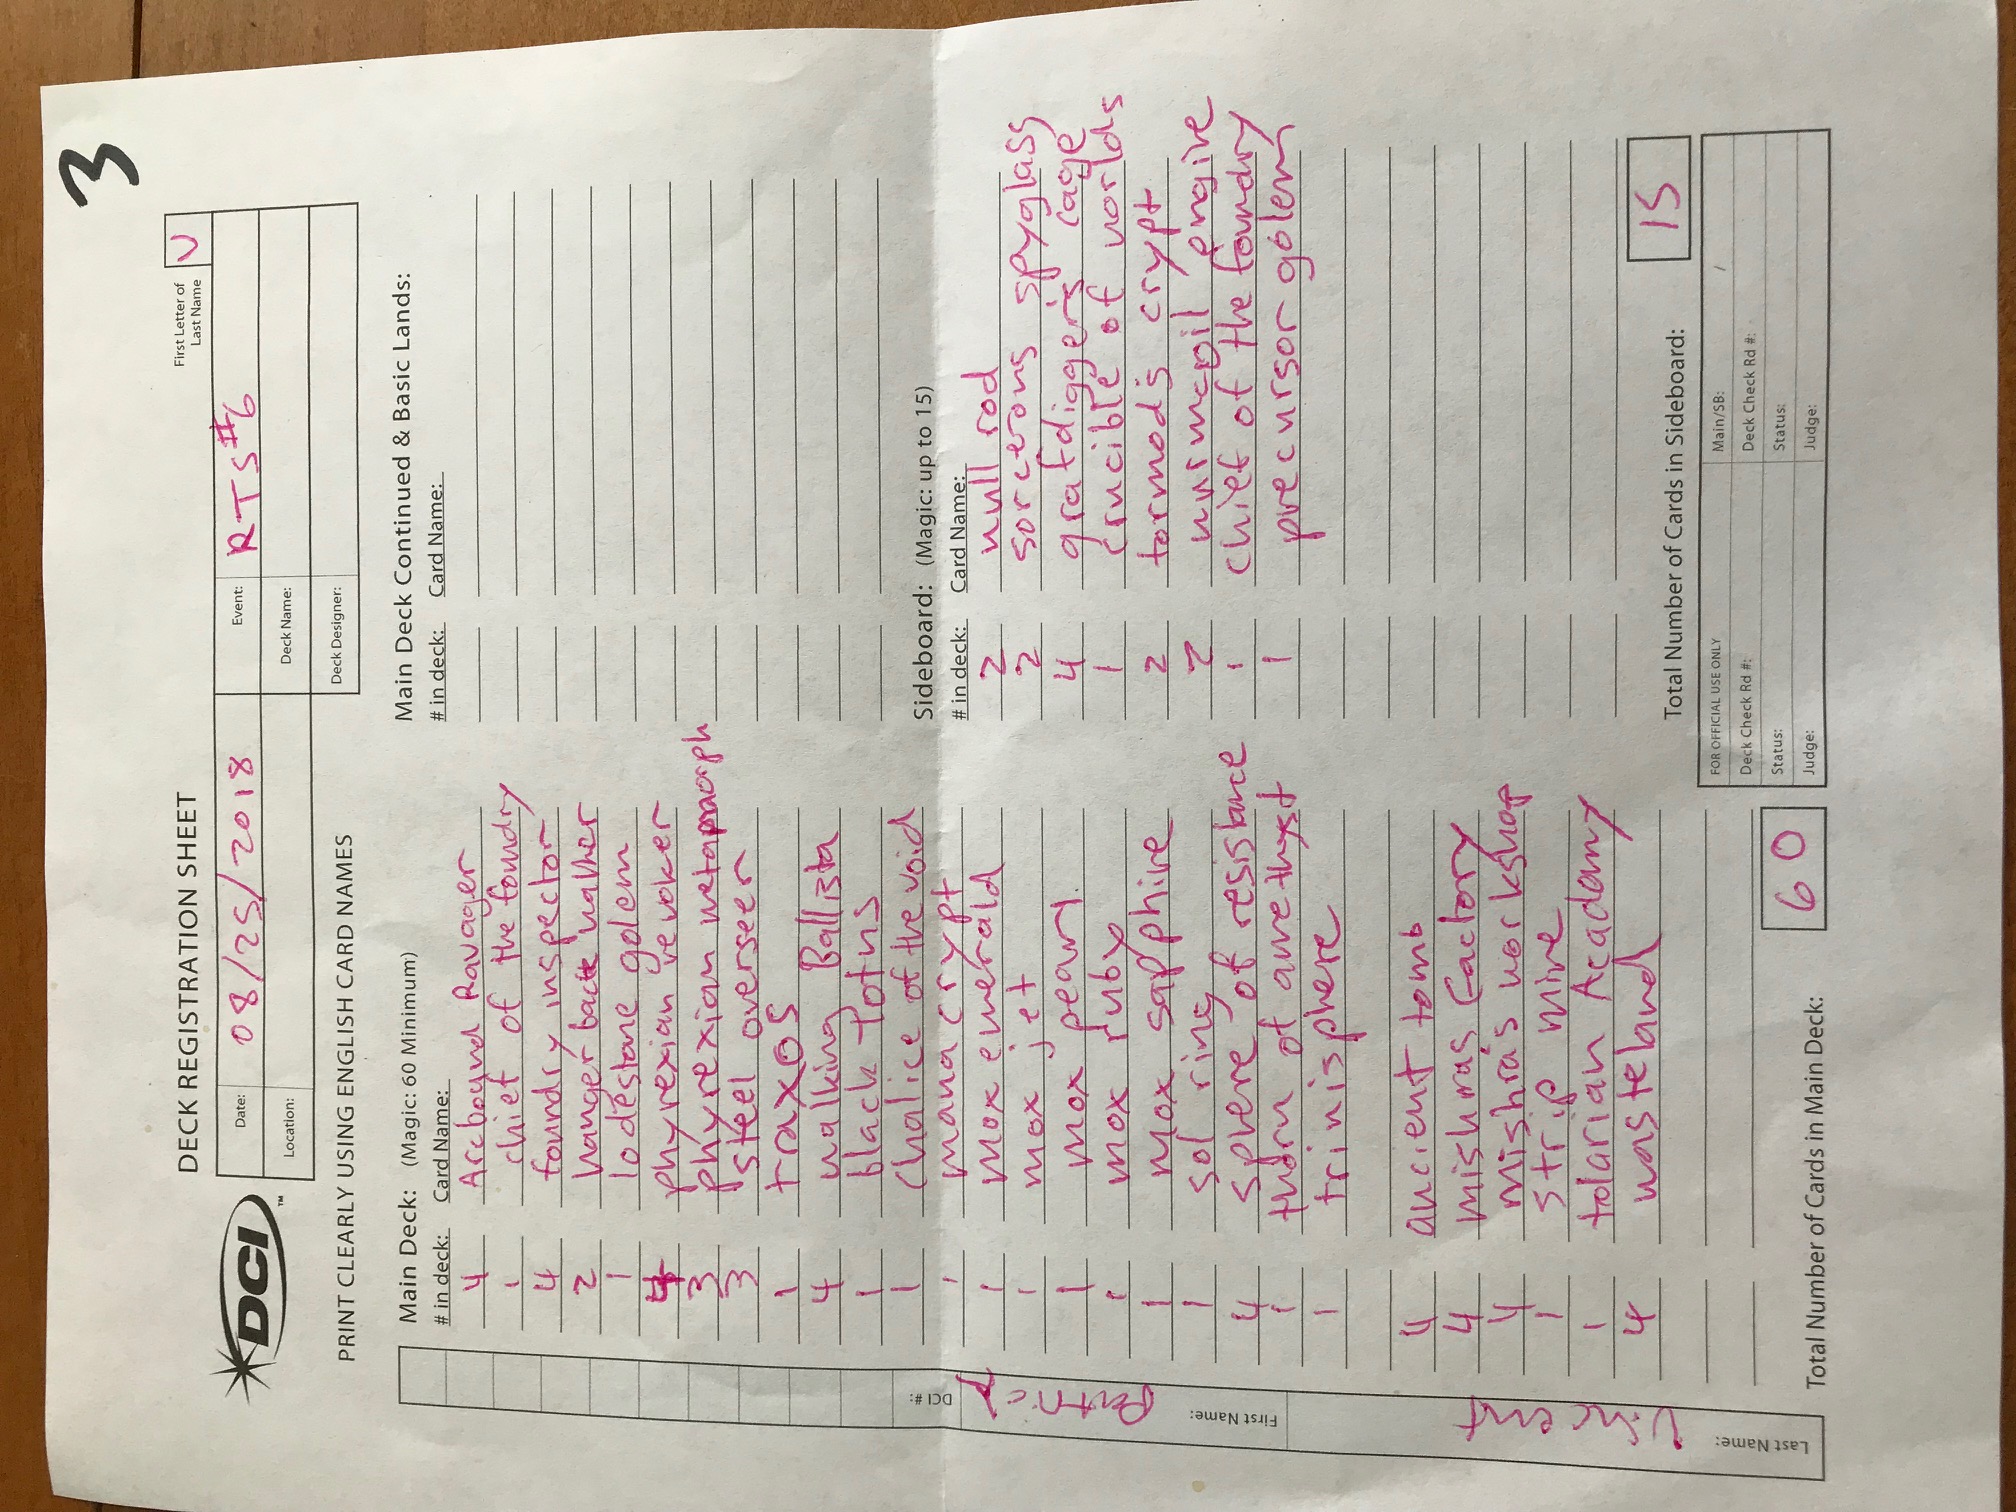 3
DECK REGISTRATION SHEET
First Letter of
Last Name
V
DCI
TM
Date: 08/25/2018
Event: RTS #6
Location:
Deck Name:
Deck Designer:
PRINT CLEARLY USING ENGLISH CARD NAMES
Main Deck: (Magic: 60 Minimum)
# in deck: Card Name:
4 Arcbound Ravager
1 chief of the foundry
4 foundry inspector
2 hanger back walker
1 lodestone golem
4 phyrexian revoker
3 phyrexian metapmorph
3 steel overseer
1 traxos
4 walking Ballista
1 black lotus
1 chalice of the void
1 mana crypt
1 mox emerald
1 mox jet
1 mox pearl
1 mox ruby
1 mox sapphire
1 sol ring
4 sphere of resistance
1 thorn of amethyst
1 trinisphere
4 ancient tomb
4 mishras factory
4 mishra's workshop
1 strip mine
1 tolarian Acadamy
4 wasteland
Total Number of Cards in Main Deck: 60
Main Deck Continued & Basic Lands:
# in deck: Card Name:
Sideboard: (Magic: up to 15)
# in deck: Card Name:
2 null rod
2 sorcerous spyglass
4 grafdigger's cage
1 crucible of worlds
2 tormod's crypt
2 wurmcoil engine
1 chief of the foundry
1 precursor golem
Total Number of Cards in Sideboard: 15
FOR OFFICIAL USE ONLY
Main/SB: /
Deck Check Rd #:
Deck Check Rd #:
Status:
Status:
Judge:
Judge:
Last Name: Vincent
First Name: Patrick
DCI #: